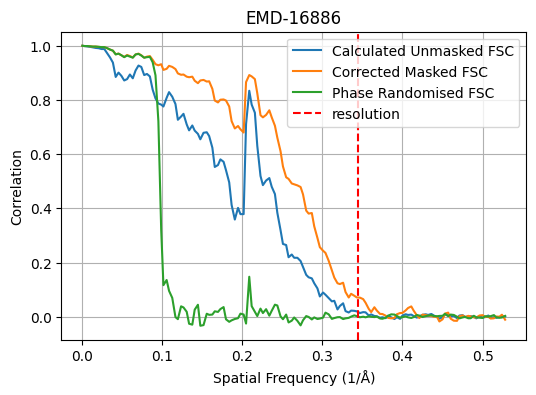 EMD-16886
1.0
0.8
0.6
0.4
0.2
0.0
Correlation
Calculated Unmasked FSC
Corrected Masked FSC
Phase Randomised FSC
resolution
0.0 0.1 0.2 0.3 0.4 0.5
Spatial Frequency (1/Å)